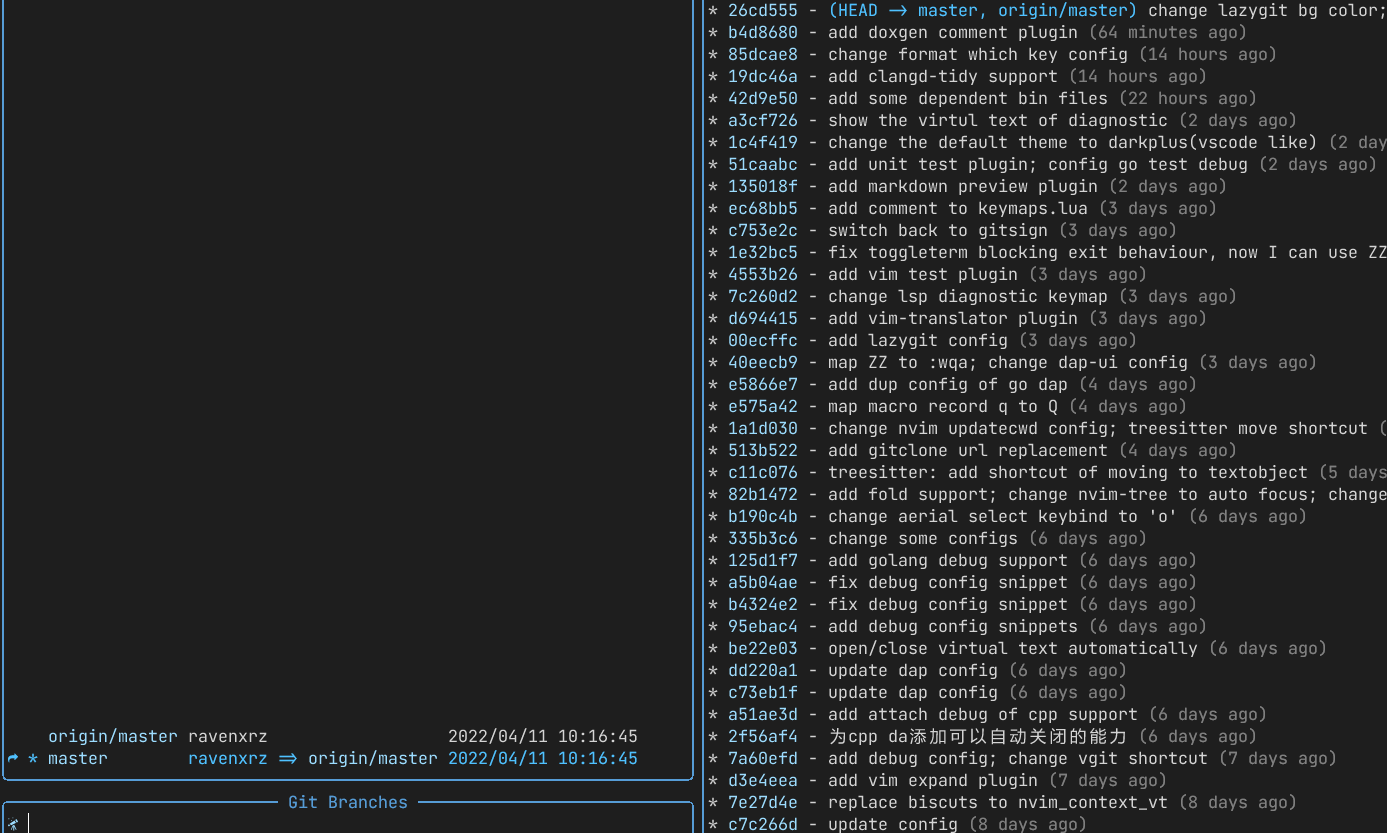 origin/master ravenxrz 2022/04/11 10:16:45
* master ravenxrz => origin/master 2022/04/11 10:16:45
Git Branches
* 26cd555 - (HEAD -> master, origin/master) change lazygit bg color;
* b4d8680 - add doxgen comment plugin (64 minutes ago)
* 85dcae8 - change format which key config (14 hours ago)
* 19dc46a - add clangd-tidy support (14 hours ago)
* 42d9e50 - add some dependent bin files (22 hours ago)
* a3cf726 - show the virtul text of diagnostic (2 days ago)
* 1c4f419 - change the default theme to darkplus(vscode like) (2 day
* 51caabc - add unit test plugin; config go test debug (2 days ago)
* 135018f - add markdown preview plugin (2 days ago)
* ec68bb5 - add comment to keymaps.lua (3 days ago)
* c753e2c - switch back to gitsign (3 days ago)
* 1e32bc5 - fix toggleterm blocking exit behaviour, now I can use ZZ
* 4553b26 - add vim test plugin (3 days ago)
* 7c260d2 - change lsp diagnostic keymap (3 days ago)
* d694415 - add vim-translator plugin (3 days ago)
* 00ecffc - add lazygit config (3 days ago)
* 40eecb9 - map ZZ to :wqa; change dap-ui config (3 days ago)
* e5866e7 - add dup config of go dap (4 days ago)
* e575a42 - map macro record q to Q (4 days ago)
* 1a1d030 - change nvim updatecwd config; treesitter move shortcut (
* 513b522 - add gitclone url replacement (4 days ago)
* c11c076 - treesitter: add shortcut of moving to textobject (5 days
* 82b1472 - add fold support; change nvim-tree to auto focus; change
* b190c4b - change aerial select keybind to 'o' (6 days ago)
* 335b3c6 - change some configs (6 days ago)
* 125d1f7 - add golang debug support (6 days ago)
* a5b04ae - fix debug config snippet (6 days ago)
* b4324e2 - fix debug config snippet (6 days ago)
* 95ebac4 - add debug config snippets (6 days ago)
* be22e03 - open/close virtual text automatically (6 days ago)
* dd220a1 - update dap config (6 days ago)
* c73eb1f - update dap config (6 days ago)
* a51ae3d - add attach debug of cpp support (6 days ago)
* 2f56af4 - 为cpp da添加可以自动关闭的能力 (6 days ago)
* 7a60efd - add debug config; change vgit shortcut (7 days ago)
* d3e4eea - add vim expand plugin (7 days ago)
* 7e27d4e - replace biscuts to nvim_context_vt (8 days ago)
* c7c266d - update config (8 days ago)